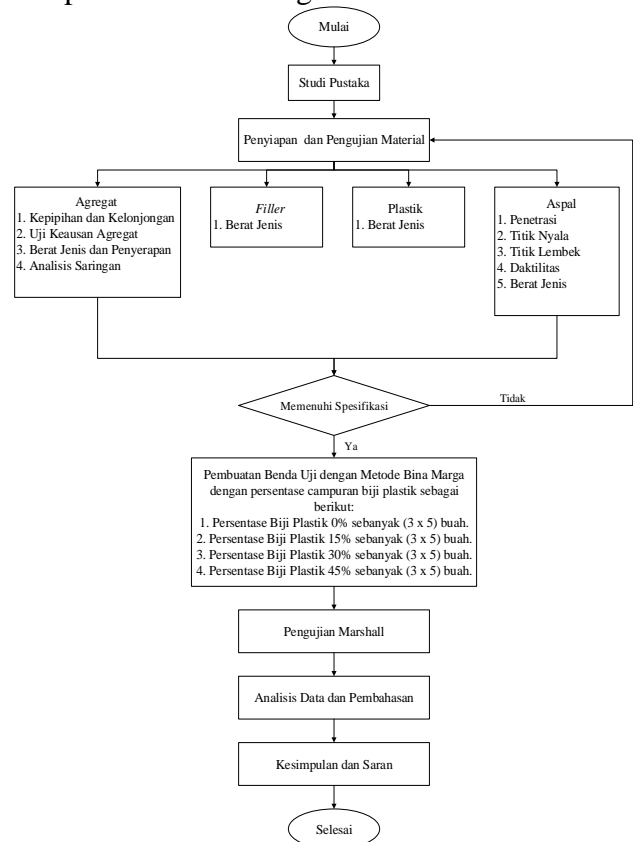 Mulai
Studi Pustaka
Penyiapan dan Pengujian Material
Agregat
1. Kepipihan dan Kelonjongan
2. Uji Keausan Agregat
3. Berat Jenis dan Penyerapan
4. Analisis Saringan
Filler
1. Berat Jenis
Plastik
1. Berat Jenis
Aspal
1. Penetrasi
2. Titik Nyala
3. Titik Lembek
4. Daktilitas
5. Berat Jenis
Memenuhi Spesifikasi
Tidak
Ya
Pembuatan Benda Uji dengan Metode Bina Marga
dengan persentase campuran biji plastik sebagai
berikut:
1. Persentase Biji Plastik 0% sebanyak (3 x 5) buah.
2. Persentase Biji Plastik 15% sebanyak (3 x 5) buah.
3. Persentase Biji Plastik 30% sebanyak (3 x 5) buah.
4. Persentase Biji Plastik 45% sebanyak (3 x 5) buah.
Pengujian Marshall
Analisis Data dan Pembahasan
Kesimpulan dan Saran
Selesai